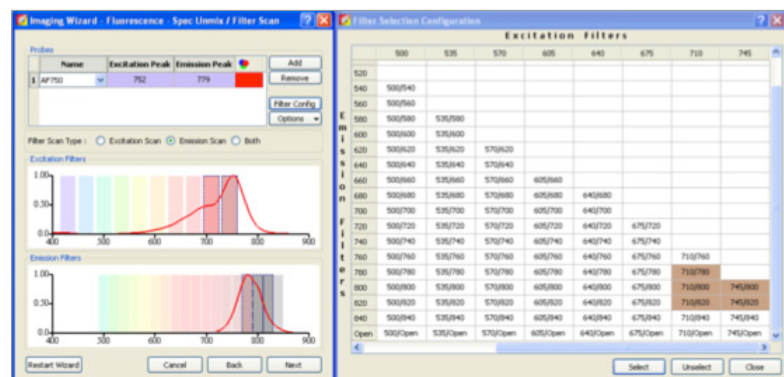 Imaging Wizard - Fluorescence - Spec Unmix / Filter Scan
Probes
Name Excitation Peak Emission Peak
1 AF750 752 779
Add
Remove
Filter Config
Options
Filter Scan Type : Excitation Scan Emission Scan Both
Excitation Filters
1.00
0.50
0.0
400 500 600 700 800 900
Emission Filters
1.00
0.50
0.0
400 500 600 700 800 900
Restart Wizard Cancel Back Next
Filter Selection Configuration
Excitation Filters
Emission Filters
500 535 570 605 640 675 710 745
520
540 500/540
560 500/560
580 500/580 535/580
600 500/600 535/600
620 500/620 535/620 570/620
640 500/640 535/640 570/640
660 500/660 535/660 570/660 605/660
680 500/680 535/680 570/680 605/680 640/680
700 500/700 535/700 570/700 605/700 640/700
720 500/720 535/720 570/720 605/720 640/720 675/720
740 500/740 535/740 570/740 605/740 640/740 675/740
760 500/760 535/760 570/760 605/760 640/760 675/760 710/760
780 500/780 535/780 570/780 605/780 640/780 675/780 710/780
800 500/800 535/800 570/800 605/800 640/800 675/800 710/800 745/800
820 500/820 535/820 570/820 605/820 640/820 675/820 710/820 745/820
840 500/840 535/840 570/840 605/840 640/840 675/840 710/840 745/840
Open 500/Open 535/Open 570/Open 605/Open 640/Open 675/Open 710/Open 745/Open
Select Unselect Close